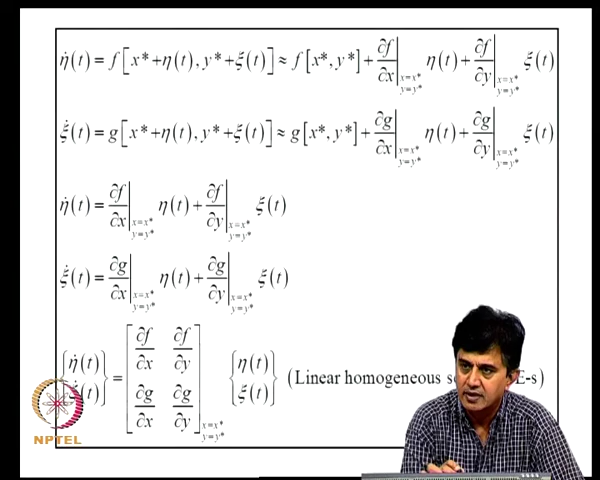 η̇(t) = f[x*+η(t), y*+ξ(t)] ≈ f[x*, y*] + ∂f/∂x|x=x* y=y* η(t) + ∂f/∂y|x=x* y=y* ξ(t)
ξ̇(t) = g[x*+η(t), y*+ξ(t)] ≈ g[x*, y*] + ∂g/∂x|x=x* y=y* η(t) + ∂g/∂y|x=x* y=y* ξ(t)
η̇(t) = ∂f/∂x|x=x* y=y* η(t) + ∂f/∂y|x=x* y=y* ξ(t)
ξ̇(t) = ∂g/∂x|x=x* y=y* η(t) + ∂g/∂y|x=x* y=y* ξ(t)
{η̇(t) (t)} = [∂f/∂x ∂f/∂y ∂g/∂x ∂g/∂y]x=x* y=y* {η(t) ξ(t)} (Linear homogeneous E-s)
NPTEL